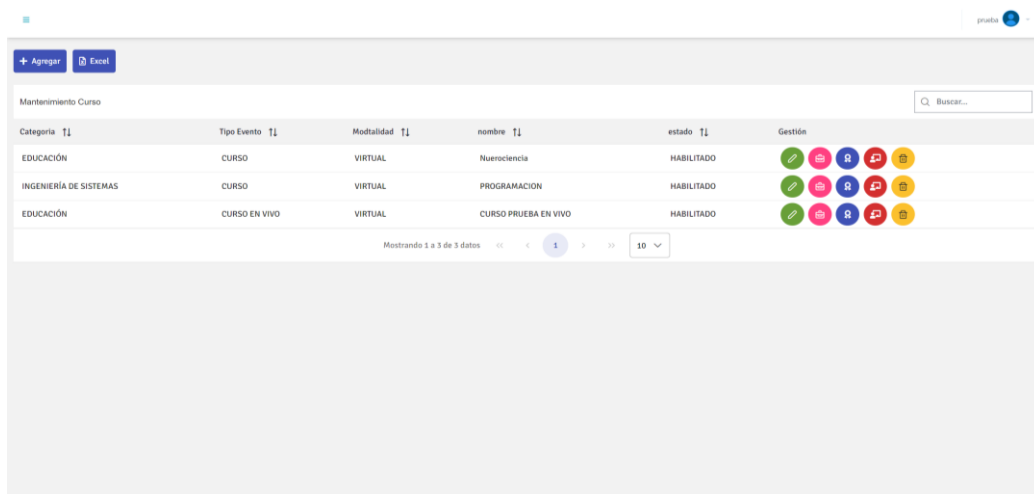 prueba
Agregar Excel
Mantenimiento Curso Buscar...
Categoria Tipo Evento Modtalidad nombre estado Gestión
EDUCACIÓN CURSO VIRTUAL Nuerociencia HABILITADO
INGENIERÍA DE SISTEMAS CURSO VIRTUAL PROGRAMACION HABILITADO
EDUCACIÓN CURSO EN VIVO VIRTUAL CURSO PRUEBA EN VIVO HABILITADO
Mostrando 1 a 3 de 3 datos << < 1 > >> 10